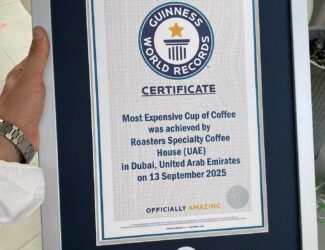 GUINNESS
WORLD RECORDS
CERTIFICATE
Most Expensive Cup of Coffee
was achieved by
Roasters Specialty Coffee
House (UAE)
in Dubai, United Arab Emirates
on 13 September 2025
OFFICIALLY AMAZING